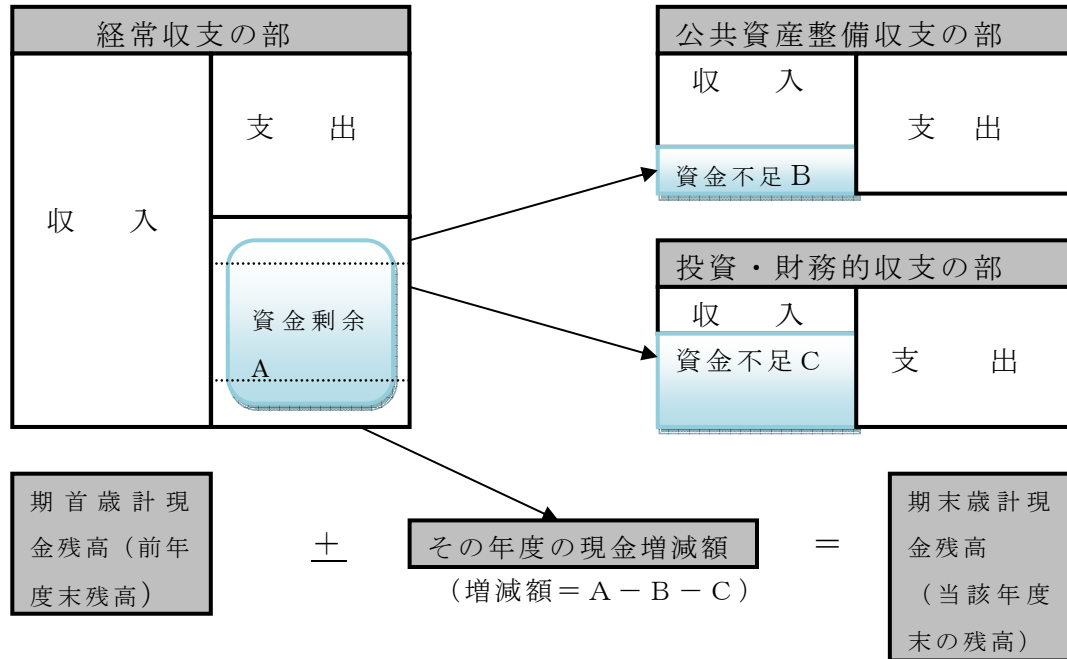 経常収支の部
収　入
支　出
資金剰余
A
公共資産整備収支の部
収　入
資金不足B
支　出
投資・財務的収支の部
収　入
資金不足C
支　出
期首歳計現
金残高（前年
度末残高）
±
その年度の現金増減額
（増減額＝A－B－C）
＝
期末歳計現
金残高
（当該年度
末の残高）